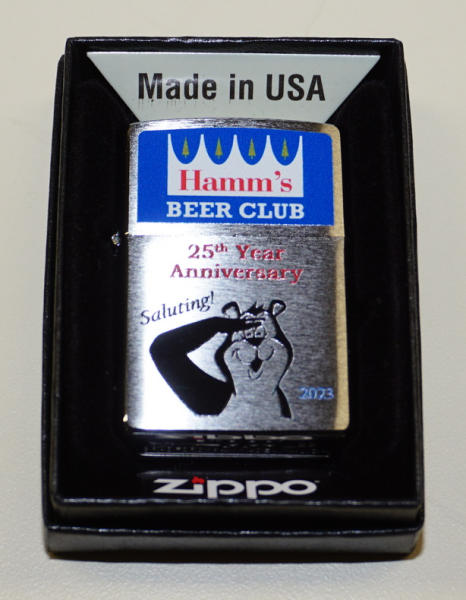 Made in USA
Hamm's
BEER CLUB
25th Year
Anniversary
Saluting!
2023
zippo